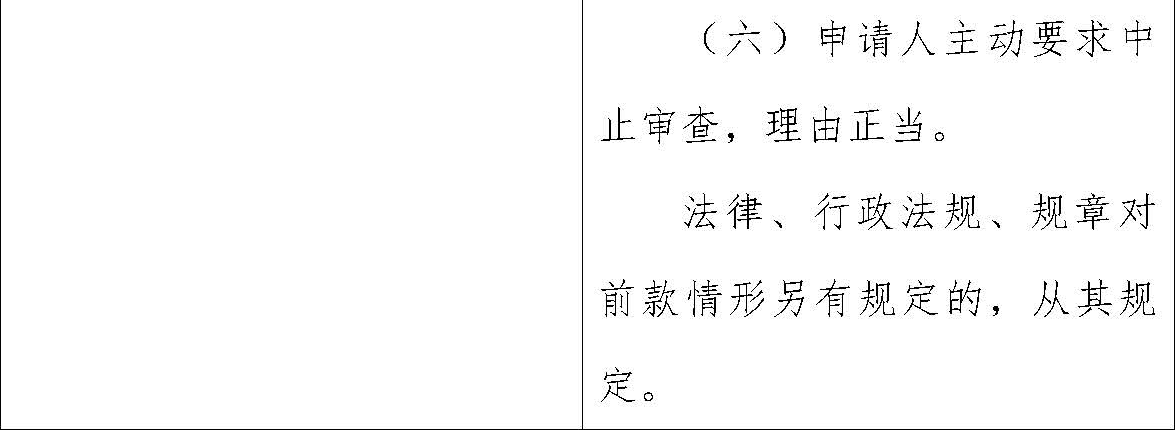 （六）申请人主动要求中
止审查，理由正当。
法律、行政法规、规章对
前款情形另有规定的，从其规
定。